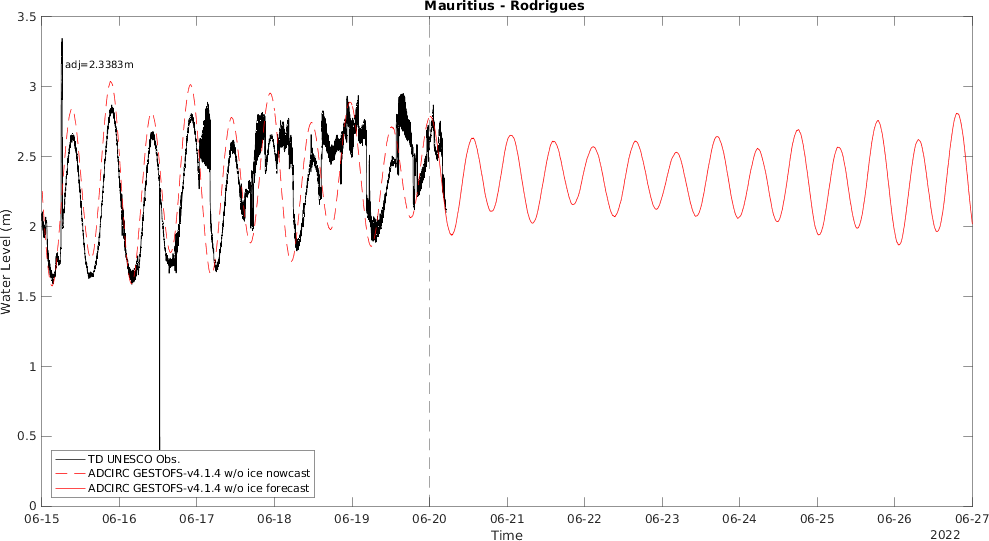 Mauritius - Rodrigues
3.5
3
2.5
2
1.5
1
0.5
0
Water Level (m)
adj=2.3383m
TD UNESCO Obs.
ADCIRC GESTOFS-v4.1.4 w/o ice nowcast
ADCIRC GESTOFS-v4.1.4 w/o ice forecast
06-15 06-16 06-17 06-18 06-19 06-20 06-21 06-22 06-23 06-24 06-25 06-26 06-27
Time
2022